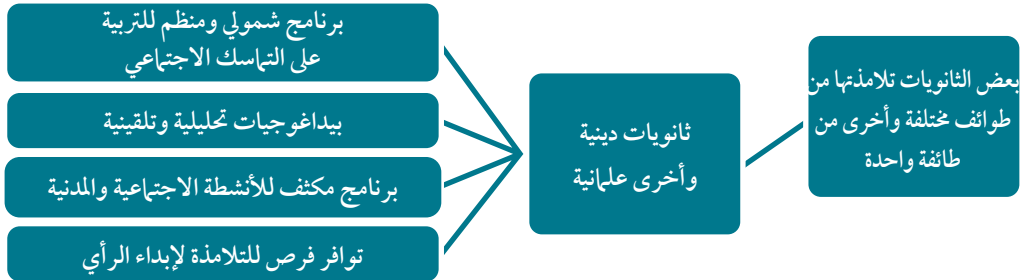 بعض الثانويات تلامذتها من
طوائف مختلفة وأخرى من
طائفة واحدة
ثانويات دينية
وأخرى علمانية
برنامج شمولي ومنظم للتربية
على التماسك الاجتماعي
بيداغوجيات تحليلية وتلقينية
برنامج مكثف للأنشطة الاجتماعية والمدنية
توافر فرص للتلامذة لإبداء الرأي